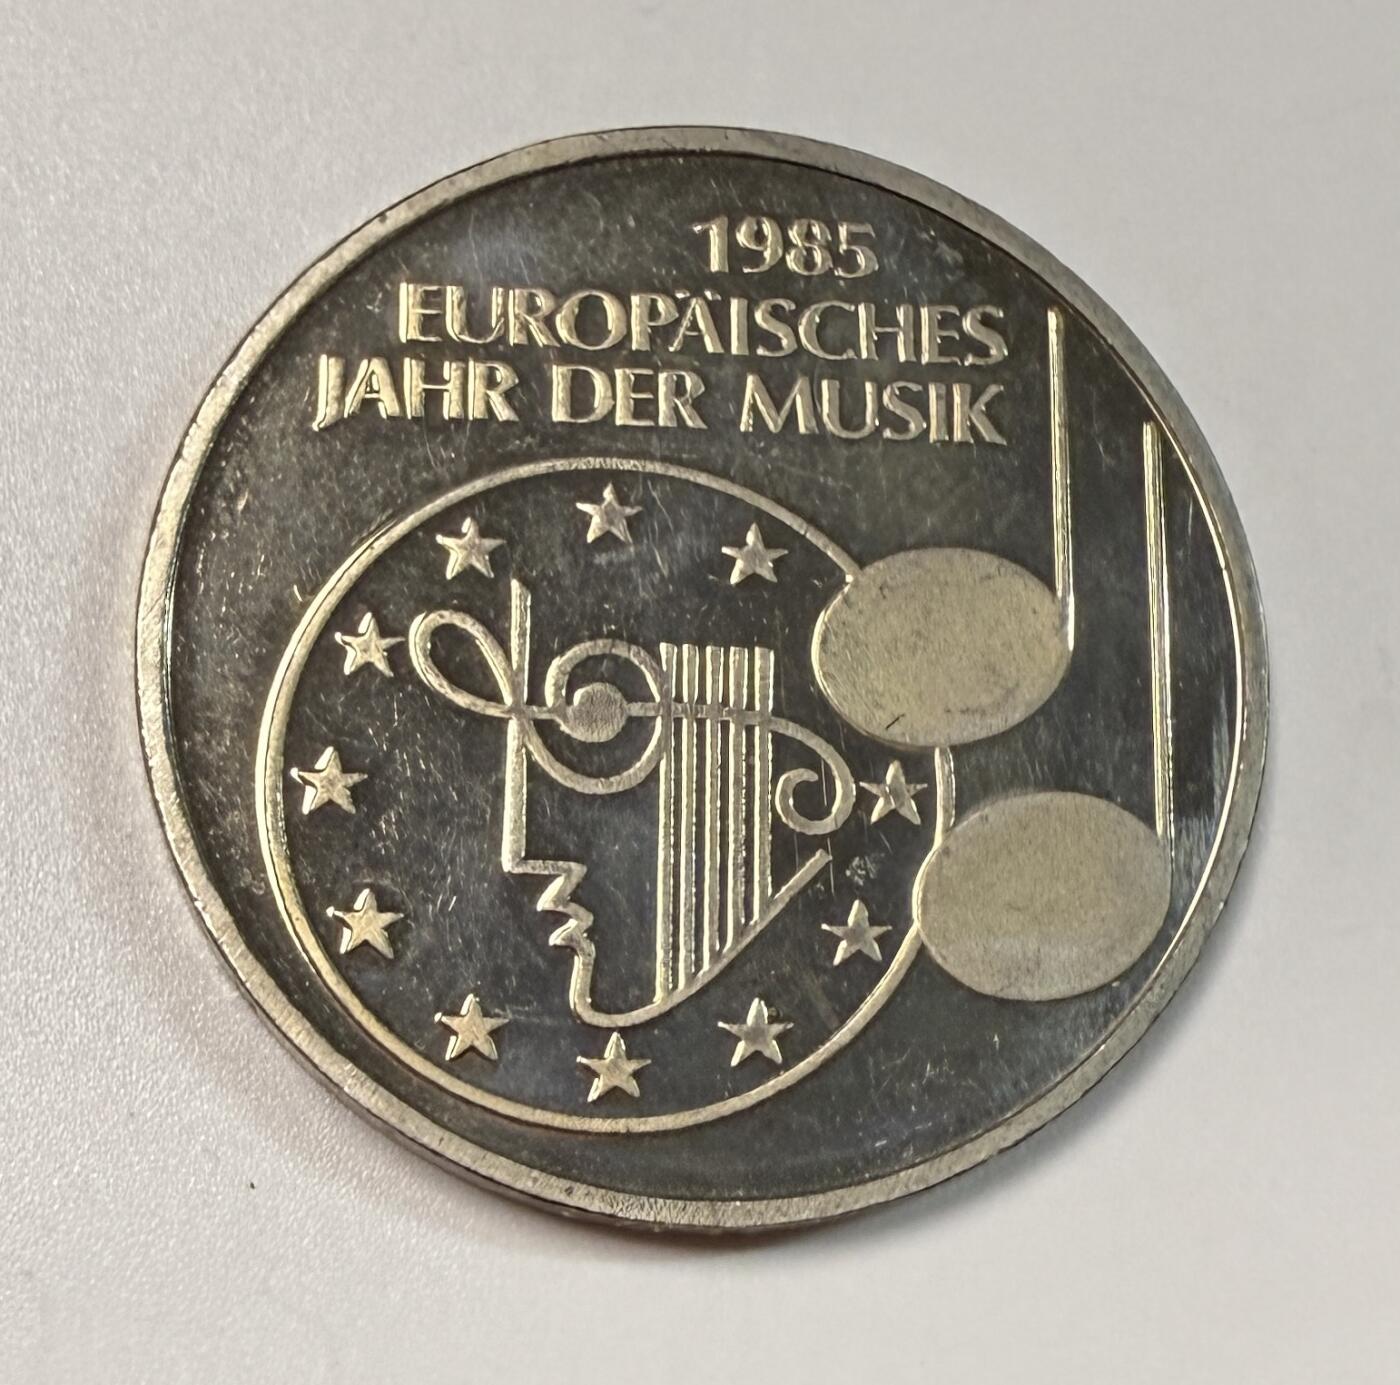 1985
EUROPÄISCHES
JAHR DER MUSIK